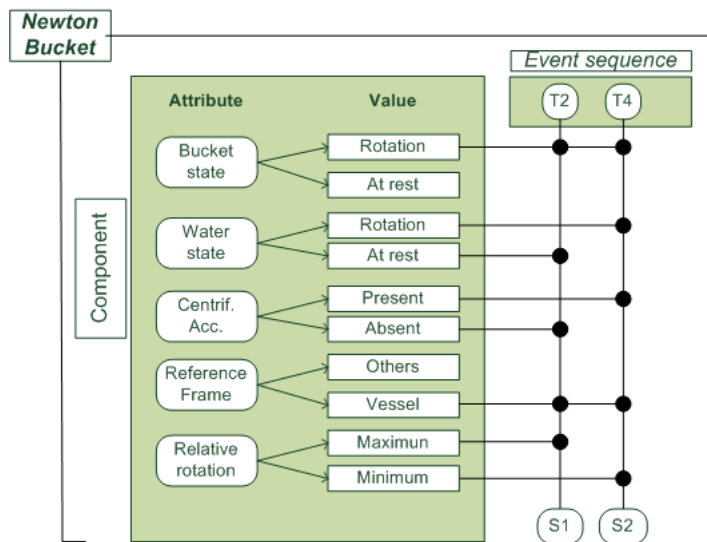 Newton
Bucket
Event sequence
T2 T4
Attribute Value
Component
Bucket
state
Rotation
At rest
Water
state
Rotation
At rest
Centrif.
Acc.
Present
Absent
Reference
Frame
Others
Vessel
Relative
rotation
Maximun
Minimum
S1 S2